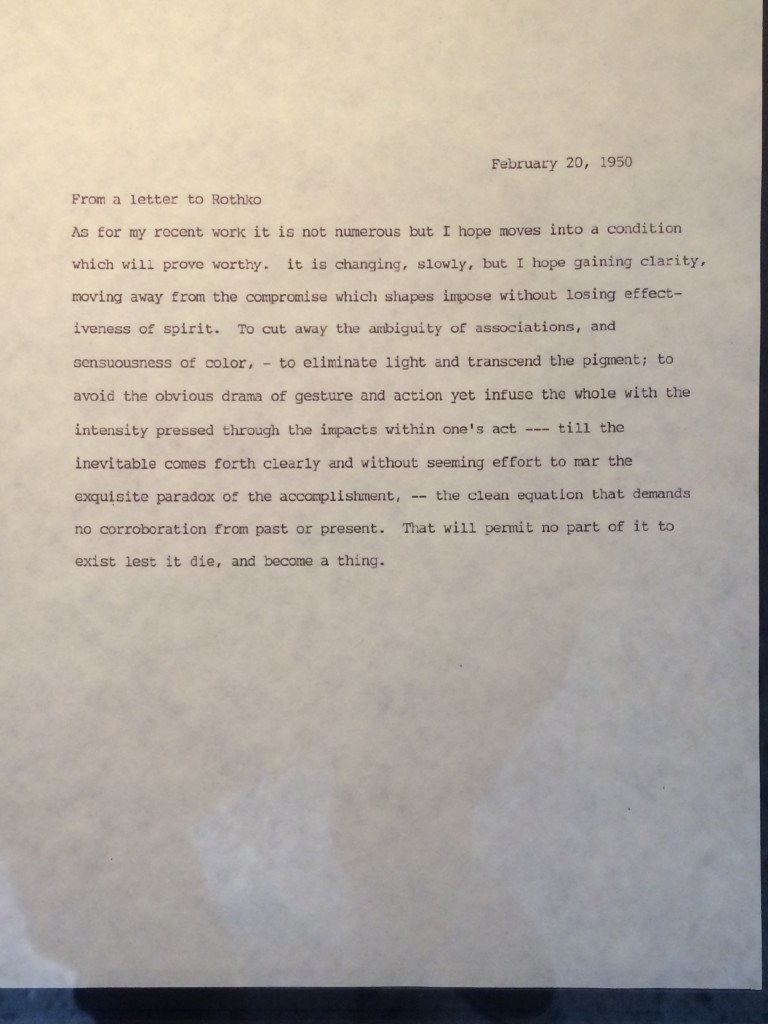 February 20, 1950
From a letter to Rothko
As for my recent work it is not numerous but I hope moves into a condition
which will prove worthy.  it is changing, slowly, but I hope gaining clarity,
moving away from the compromise which shapes impose without losing effect-
iveness of spirit.  To cut away the ambiguity of associations, and
sensuousness of color, - to eliminate light and transcend the pigment; to
avoid the obvious drama of gesture and action yet infuse the whole with the
intensity pressed through the impacts within one's act --- till the
inevitable comes forth clearly and without seeming effort to mar the
exquisite paradox of the accomplishment, -- the clean equation that demands
no corroboration from past or present.  That will permit no part of it to
exist lest it die, and become a thing.